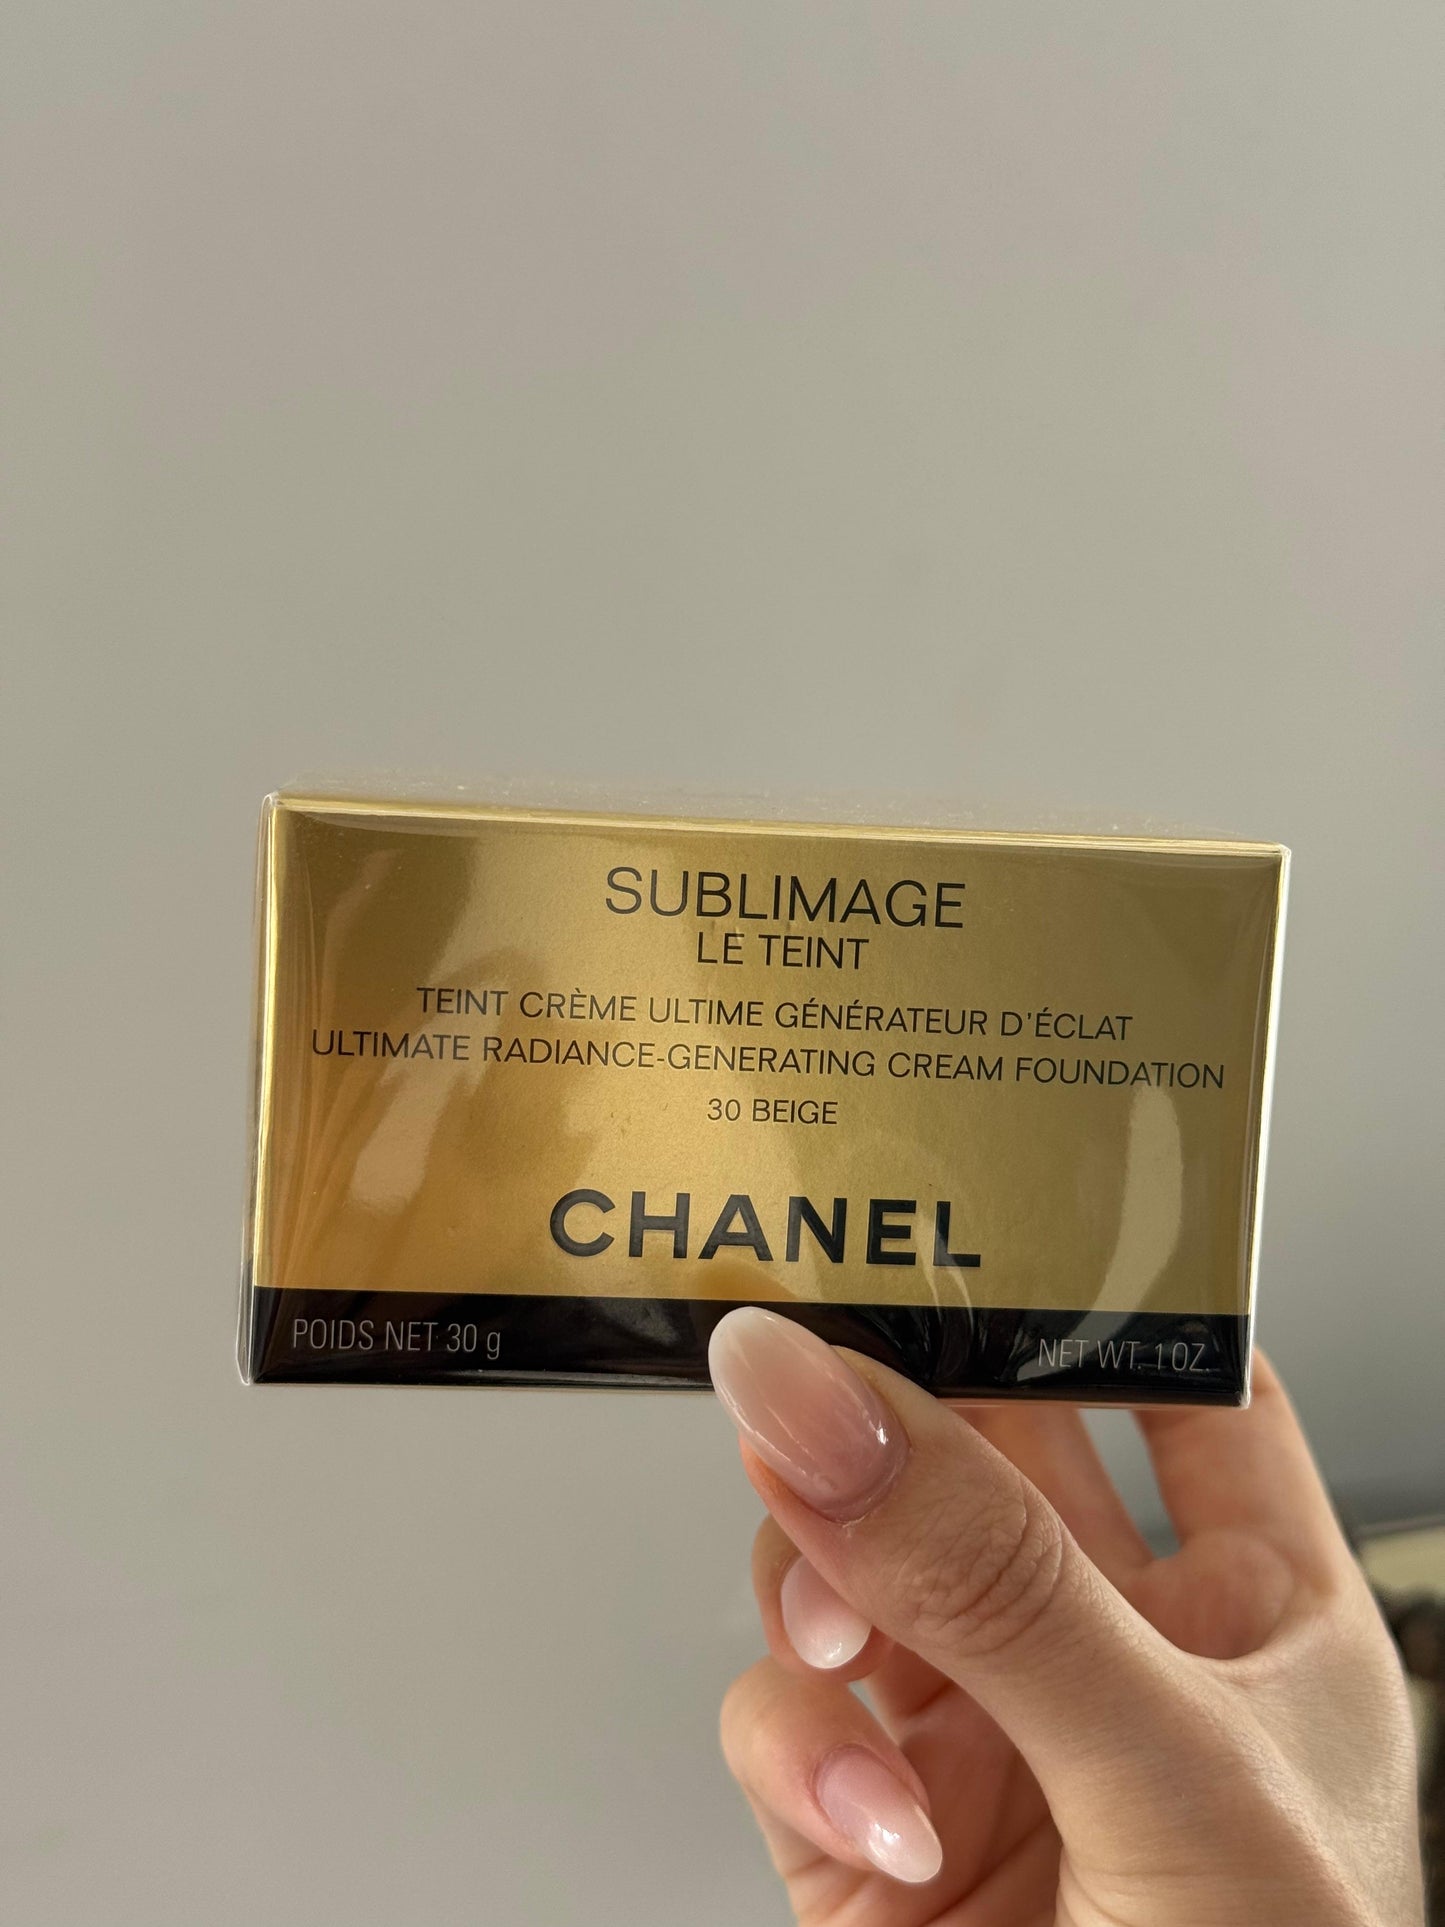 SUBLIMAGE
LE TEINT
TEINT CRÈME ULTIME GÉNÉRATEUR D'ÉCLAT
ULTIMATE RADIANCE-GENERATING CREAM FOUNDATION
30 BEIGE
CHANEL
POIDS NET 30 g
NET WT. 1 OZ.